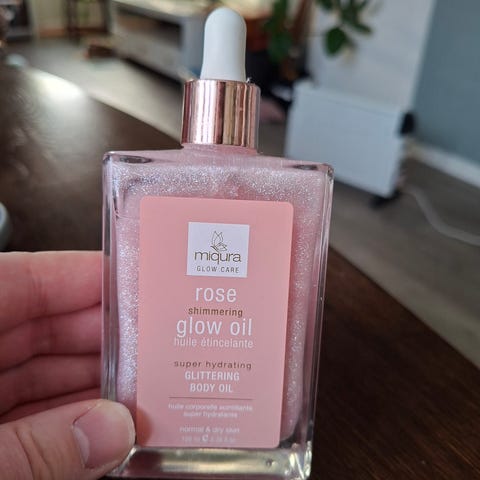 miqura
GLOW CARE
rose
shimmering
glow oil
huile étincelante
super hydrating
GLITTERING
BODY OIL
huile corporelle scintillante
super hydratante
normal & dry skin